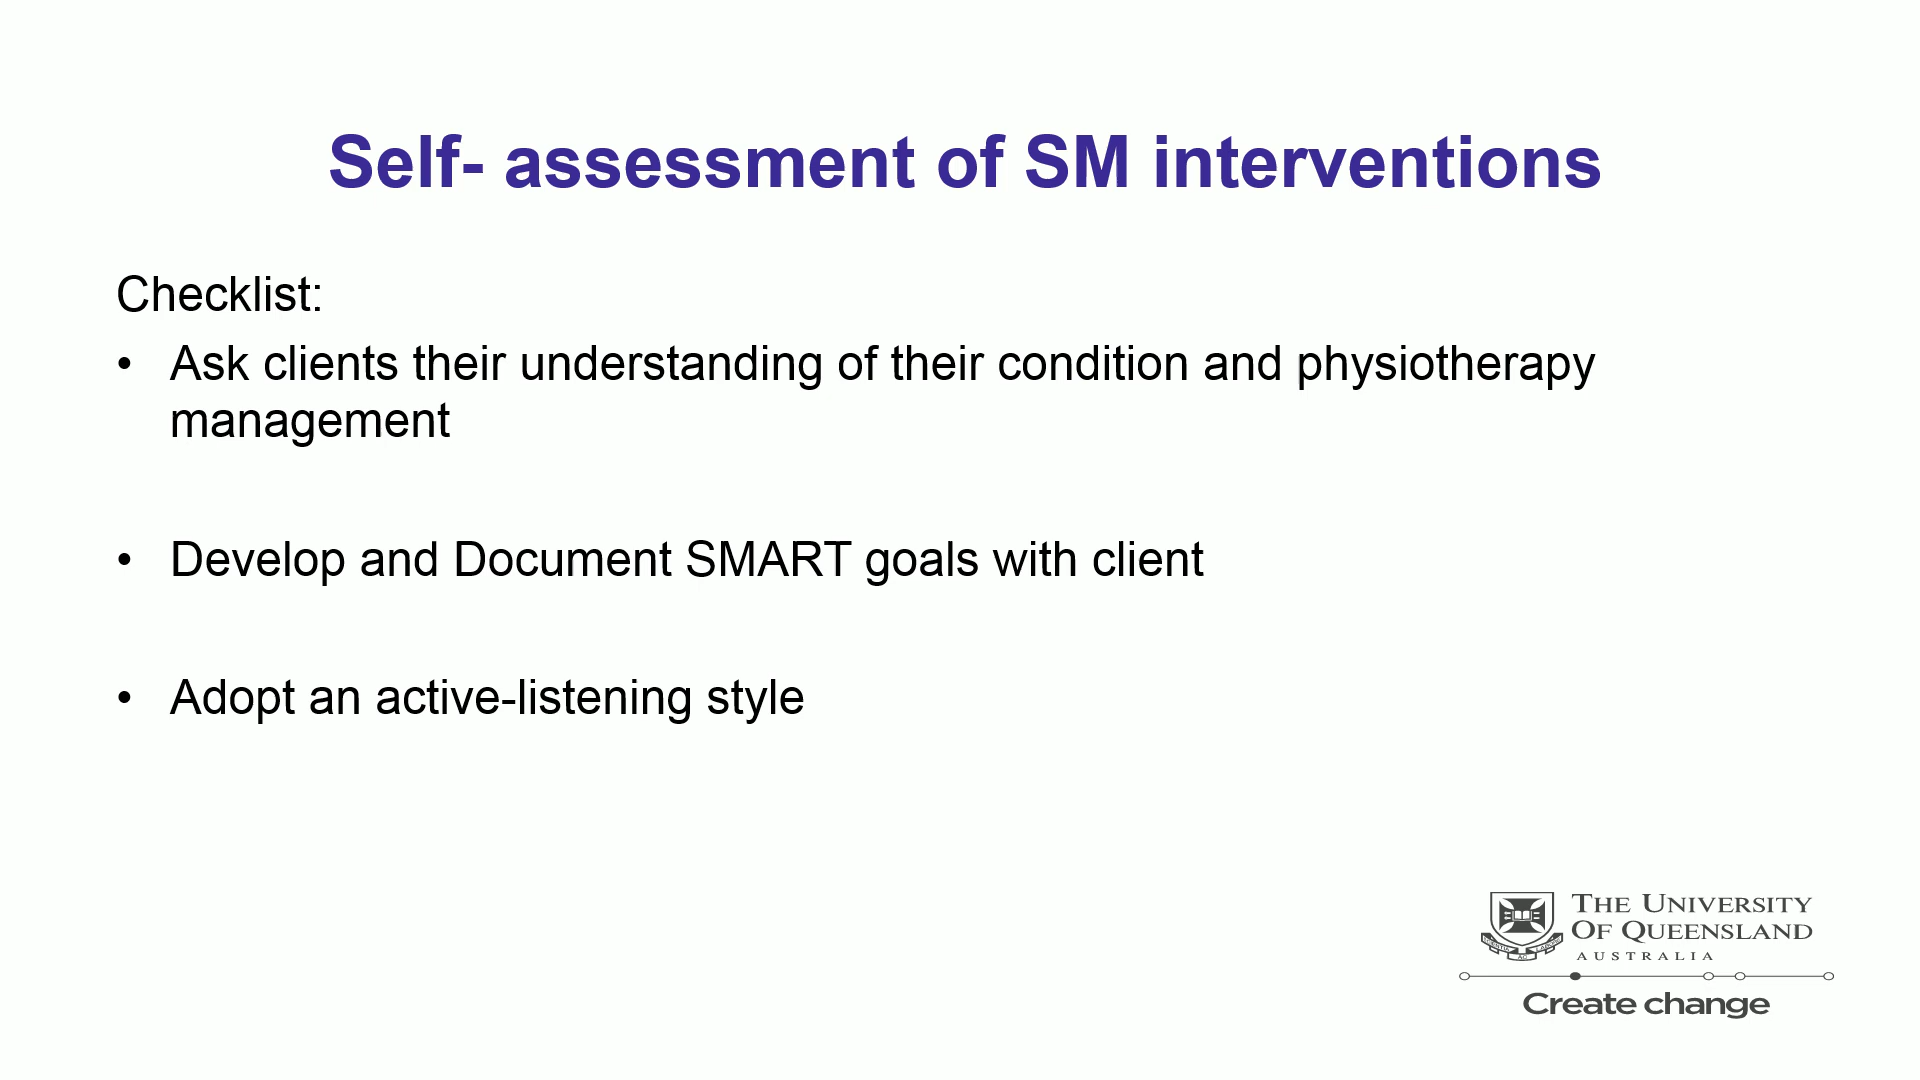 Self- assessment of SM interventions
Checklist:
• Ask clients their understanding of their condition and physiotherapy
management
• Develop and Document SMART goals with client
• Adopt an active-listening style
THE UNIVERSITY
OF QUEENSLAND
AUSTRALIA
Create change